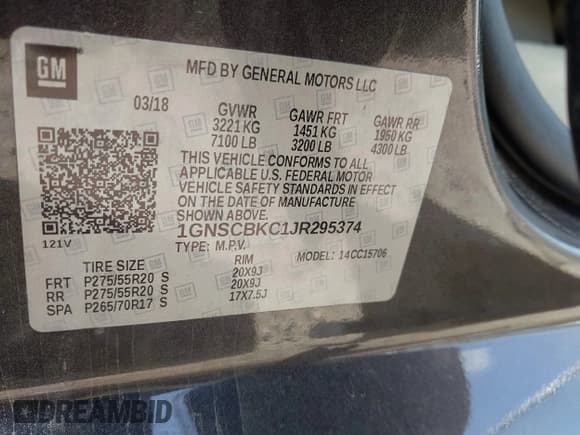 GM
MFD BY GENERAL MOTORS LLC
03/18
GVWR GAWR FRT GAWR RR
3221 KG 1451 KG 1950 KG
7100 LB 3200 LB 4300 LB
THIS VEHICLE CONFORMS TO ALL
APPLICABLE U.S. FEDERAL MOTOR
VEHICLE SAFETY STANDARDS IN EFFECT
ON THE DATE OF MANUFACTURE
SHOWN ABOVE.
1GNSCBKC1JR295374
121V
TYPE: M.P.V. MODEL: 14CC15706
TIRE SIZE RIM
FRT P275/55R20 S 20X9J
RR P275/55R20 S 20X9J
SPA P265/70R17 S 17X7.5J
DREAMBID